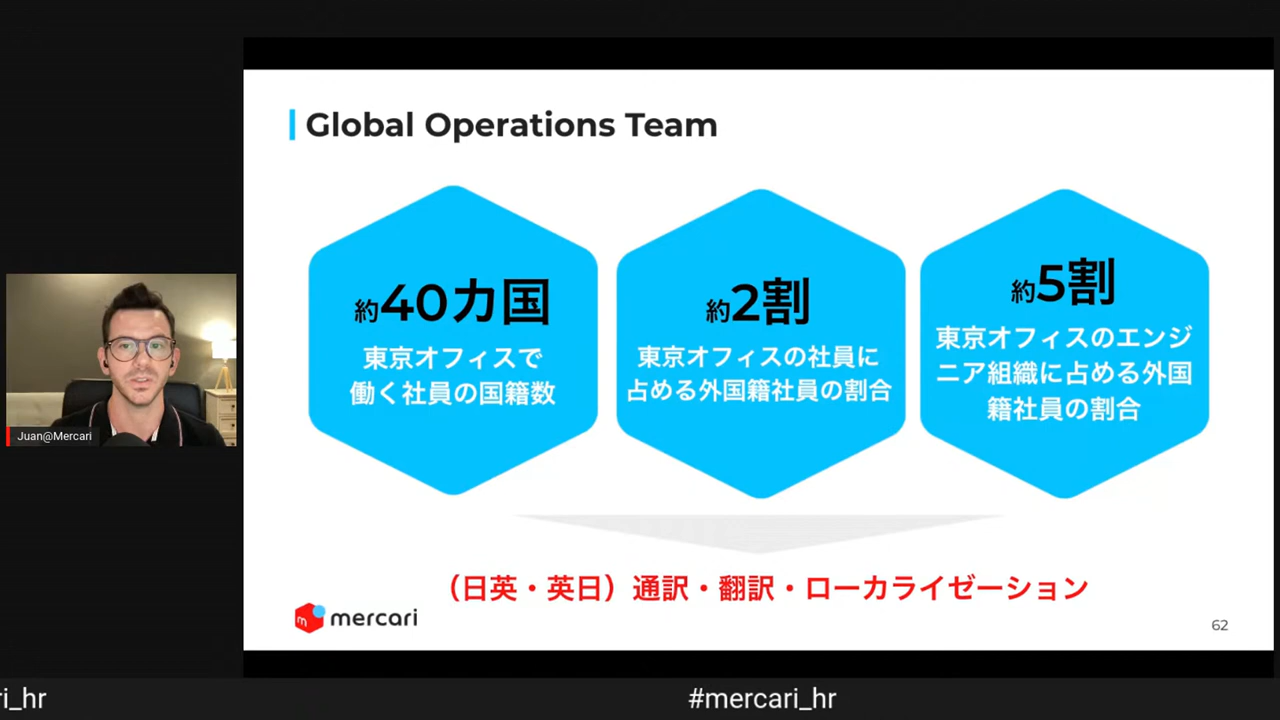 Global Operations Team
約40カ国
東京オフィスで
働く社員の国籍数
約2割
東京オフィスの社員に
占める外国籍社員の割合
約5割
東京オフィスのエンジ
ニア組織に占める外国
籍社員の割合
(日英・英日)通訳・翻訳・ローカライゼーション
m mercari
62
Juan@Mercari
ri_hr
#mercari_hr